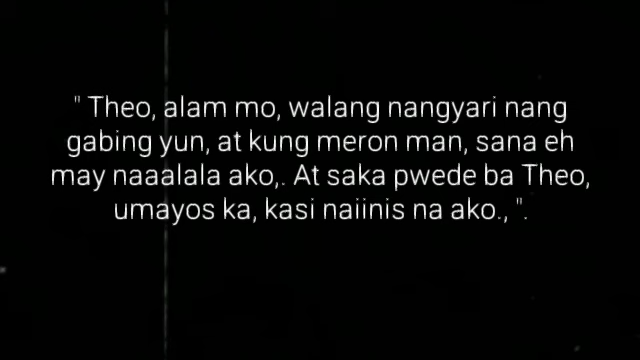 " Theo, alam mo, walang nangyari nang
gabing yun, at kung meron man, sana eh
may naaalala ako,. At saka pwede ba Theo,
umayos ka, kasi naiinis na ako., ".